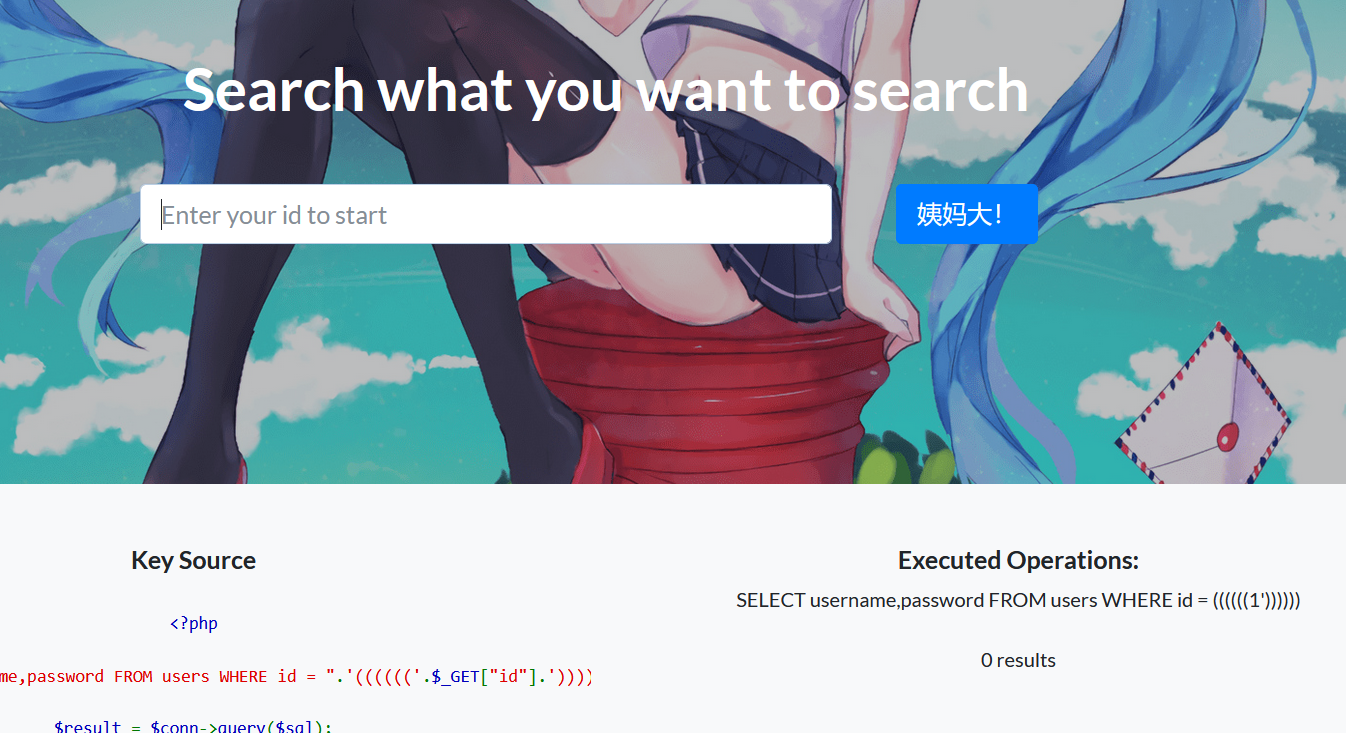 Search what you want to search
Enter your id to start
姨妈大!
Key Source
<?php
me,password FROM users WHERE id = ".'(((((('.$_GET["id"].'))))
$result = $conn->query($sql);
Executed Operations:
SELECT username,password FROM users WHERE id = ((((((1'))))))
0 results